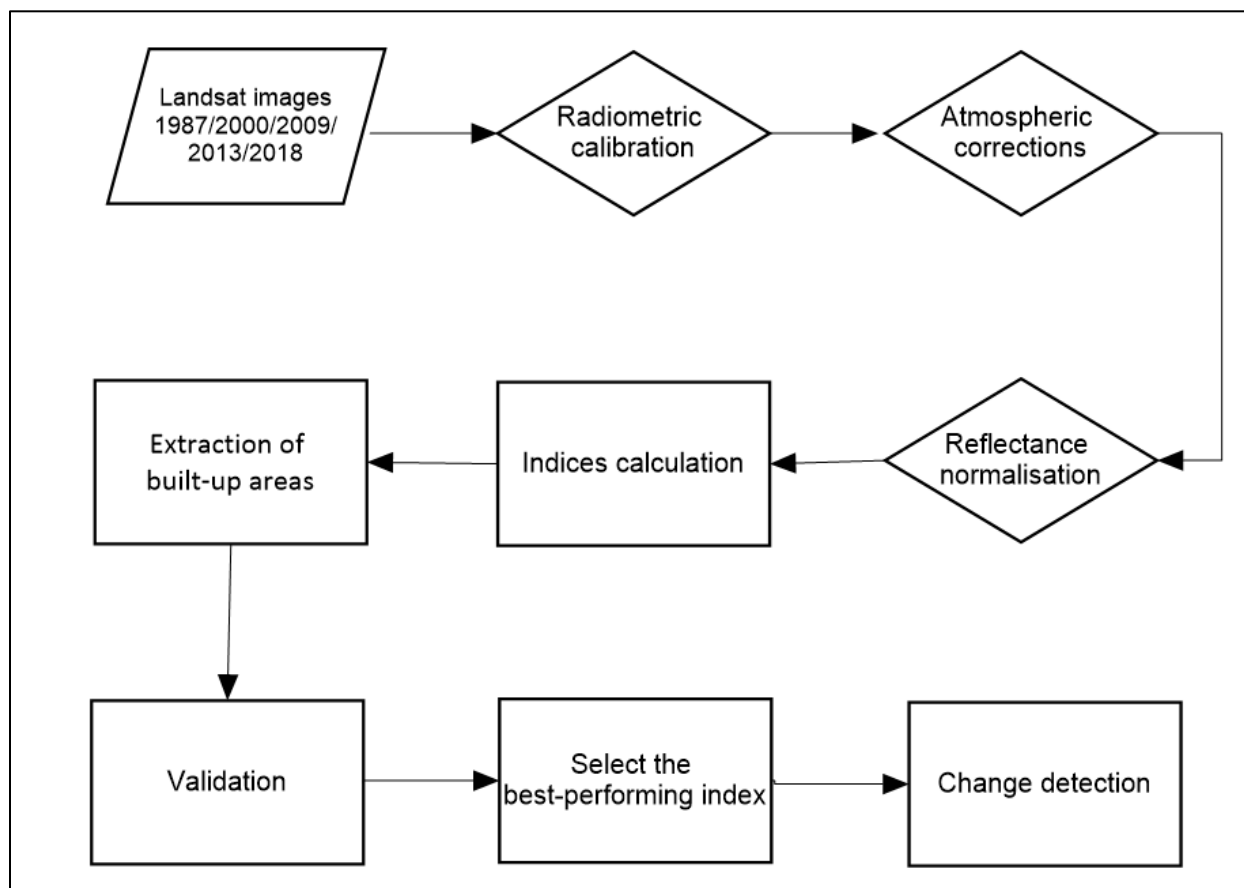 Landsat images
1987/2000/2009/
2013/2018
Radiometric
calibration
Atmospheric
corrections
Reflectance
normalisation
Indices calculation
Extraction of
built-up areas
Validation
Select the
best-performing index
Change detection